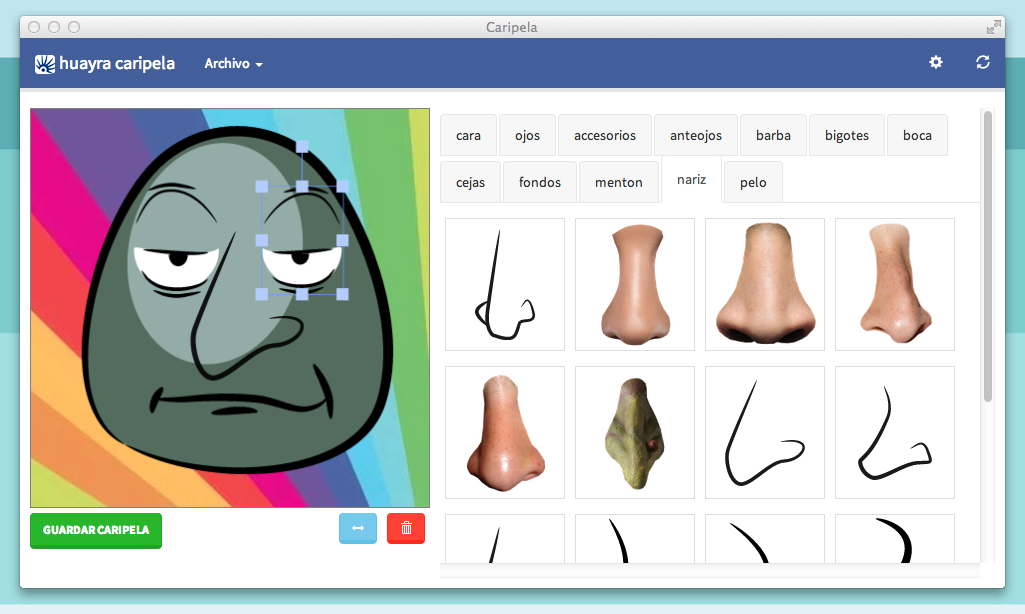 Caripela
huayra caripela Archivo
cara ojos accesorios anteojos barba bigotes boca
cejas fondos menton nariz pelo
GUARDAR CARIPELA